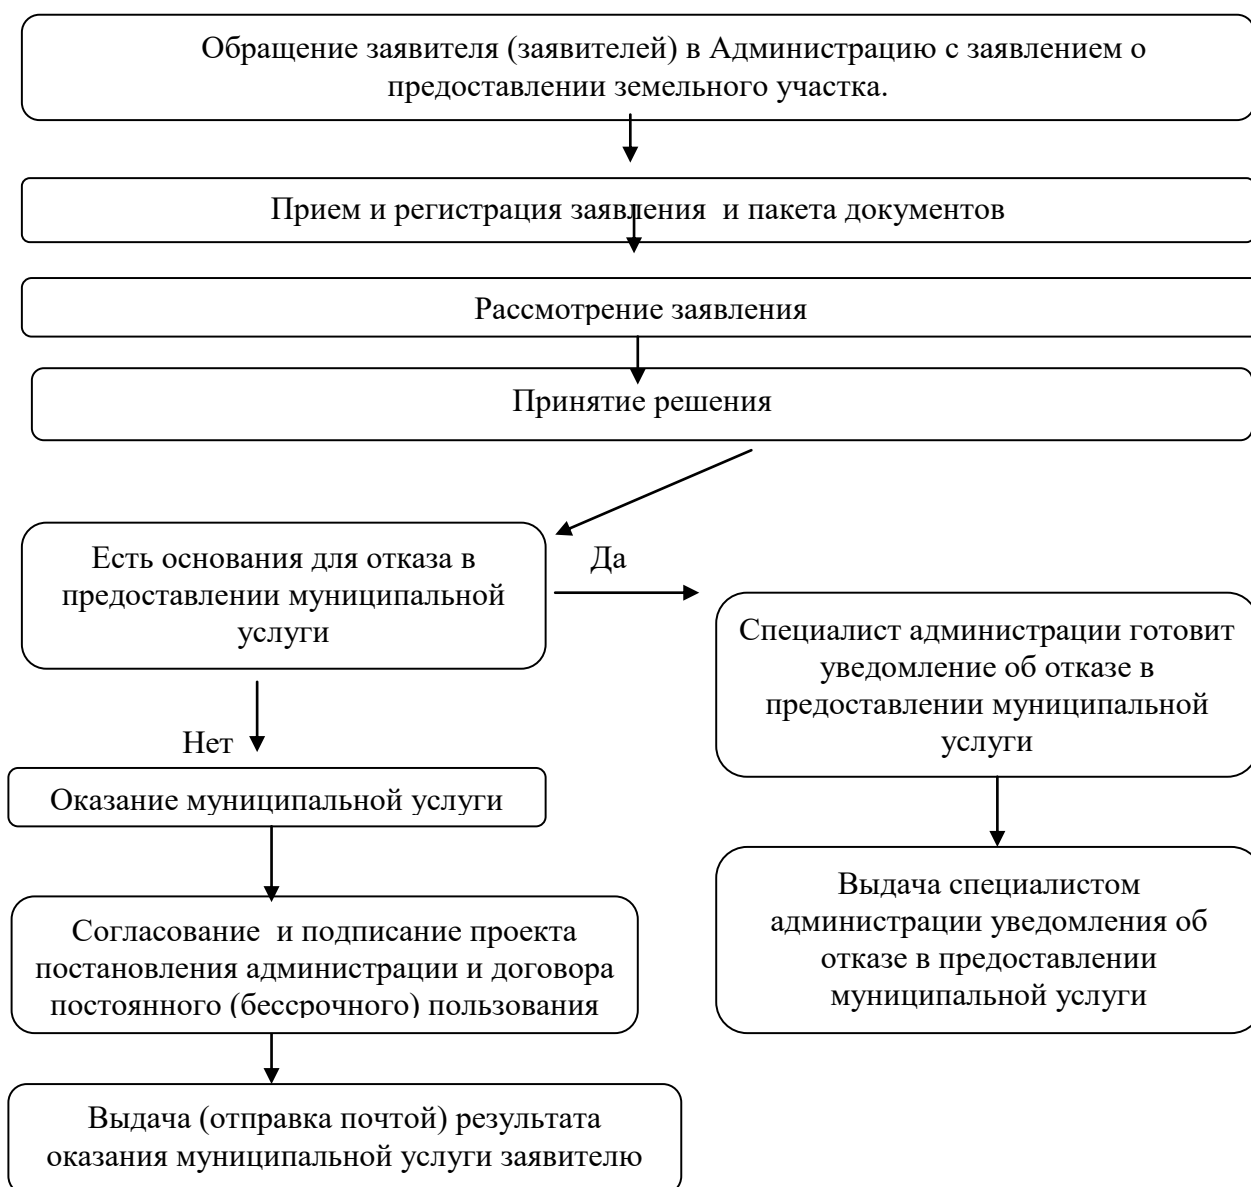 Обращение заявителя (заявителей) в Администрацию с заявлением о
предоставлении земельного участка.
Прием и регистрация заявления и пакета документов
Рассмотрение заявления
Принятие решения
Есть основания для отказа в
предоставлении муниципальной
услуги
Да
Специалист администрации готовит
уведомление об отказе в
предоставлении муниципальной
услуги
Нет
Оказание муниципальной услуги
Выдача специалистом
администрации уведомления об
отказе в предоставлении
муниципальной услуги
Согласование и подписание проекта
постановления администрации и договора
постоянного (бессрочного) пользования
Выдача (отправка почтой) результата
оказания муниципальной услуги заявителю